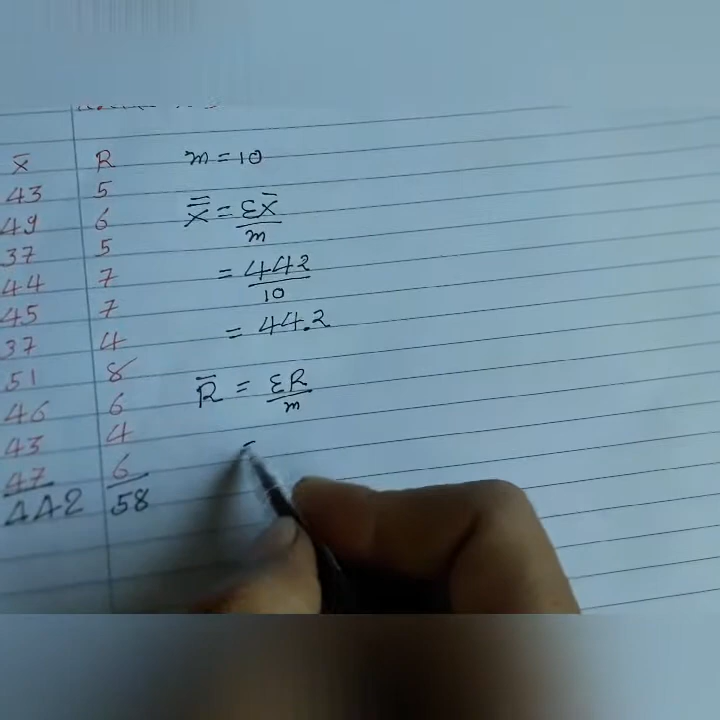 x̄ R m = 10
43 5
49 6 x̿ = Σx̄/m
37 5
44 7 = 442/10
45 7
37 4 = 44.2
51 8
46 6 R̄ = ΣR/m
43 4
47 6 =
442 58